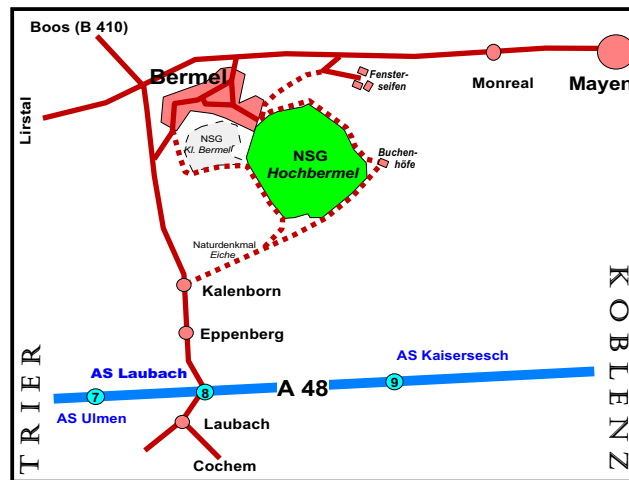 Boos (B 410)
Bermel
Fenster-
seifen
Monreal
Mayen
Lirstal
NSG
Kl. Bermel
NSG
Hochbermel
Buchen-
höfe
Naturdenkmal
Eiche
Kalenborn
Eppenberg
AS Laubach
AS Kaisersesch
A 48
7
8
9
AS Ulmen
Laubach
Cochem
TRIER
KOBLENZ